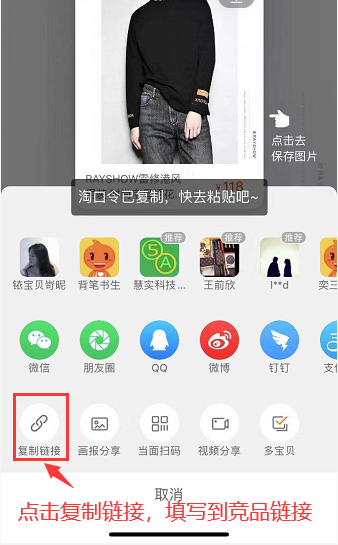 点击去
保存图片
RAYSHOW雷修港风
¥118
淘口令已复制，快去粘贴吧~
推荐
推荐
推荐
铱宝贝岢昵
背笔书生
慧实科技...
王前欣
l**d
奕三
微信
朋友圈
QQ
微博
钉钉
支付
复制链接
画报分享
当面扫码
视频分享
多宝贝
取消
点击复制链接，填写到竞品链接